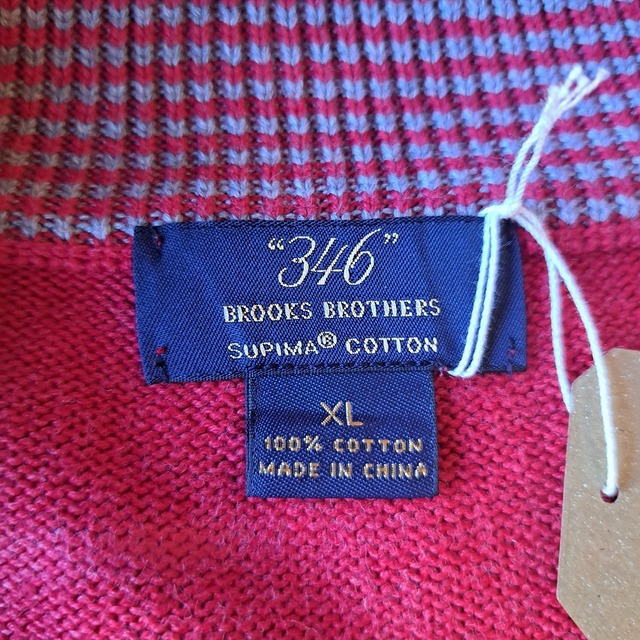 “346”
BROOKS BROTHERS
SUPIMA® COTTON
XL
100% COTTON
MADE IN CHINA